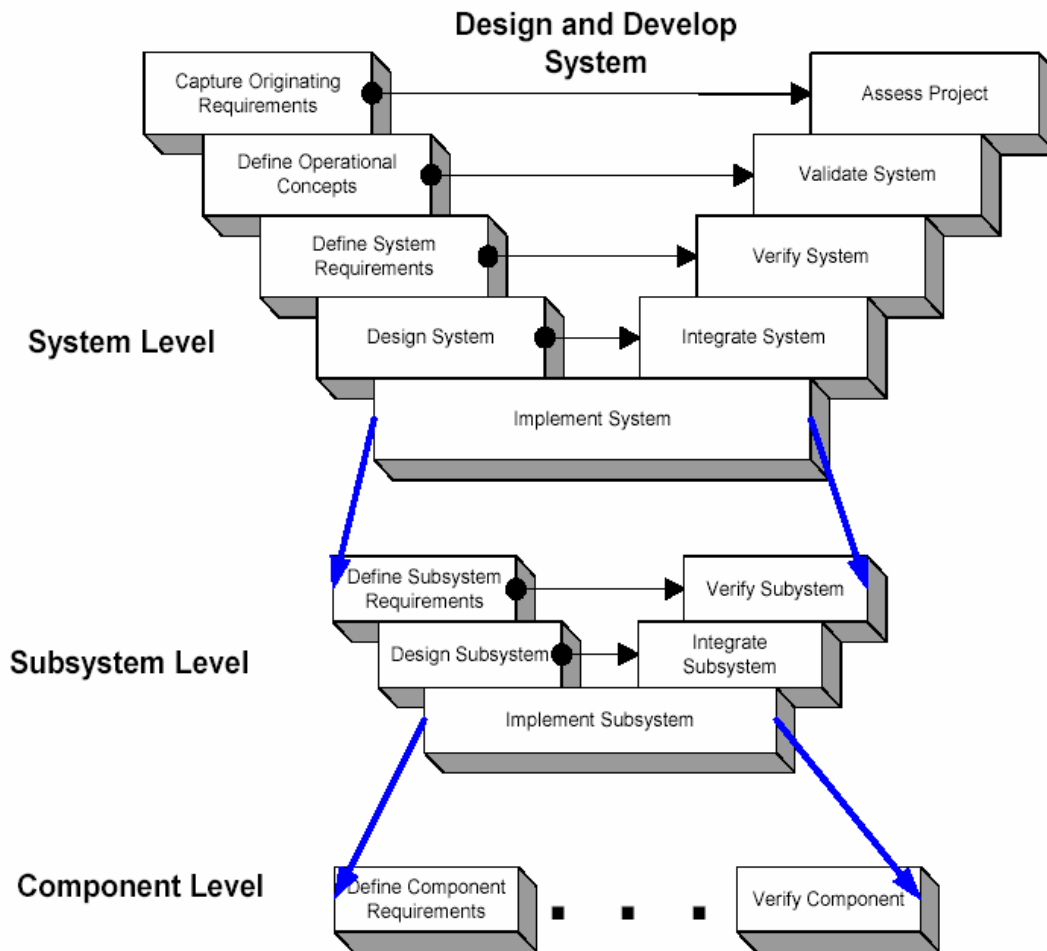 Design and Develop
System
Capture Originating
Requirements
Assess Project
Define Operational
Concepts
Validate System
Define System
Requirements
Verify System
System Level
Design System
Integrate System
Implement System
Define Subsystem
Requirements
Verify Subystem
Subsystem Level
Design Subsystem
Integrate
Subsystem
Implement Subsystem
Component Level
Define Component
Requirements
Verify Component